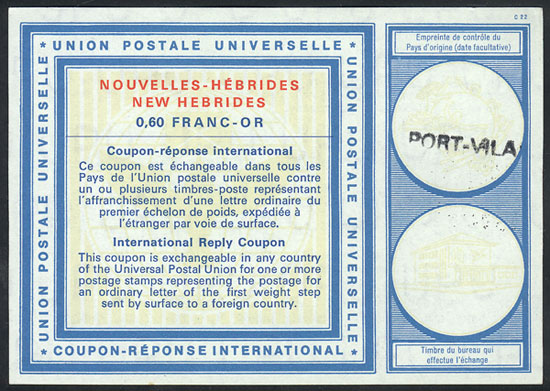 C 22
* UNION POSTALE UNIVERSELLE *
UNION POSTALE UNIVERSELLE
UNION POSTALE UNIVERSELLE
NOUVELLES-HÉBRIDES
NEW HEBRIDES
0,60 FRANC-OR
Coupon-réponse international
Ce coupon est échangeable dans tous les
Pays de l'Union postale universelle contre
un ou plusieurs timbres-poste représentant
l'affranchissement d'une lettre ordinaire du
premier échelon de poids, expédiée à
l'étranger par voie de surface.
International Reply Coupon
This coupon is exchangeable in any country
of the Universal Postal Union for one or more
postage stamps representing the postage for
an ordinary letter of the first weight step
sent by surface to a foreign country.
* COUPON-RÉPONSE INTERNATIONAL *
Empreinte de contrôle du
Pays d'origine (date facultative)
PORT-VILA
Timbre du bureau qui
effectue l'échange